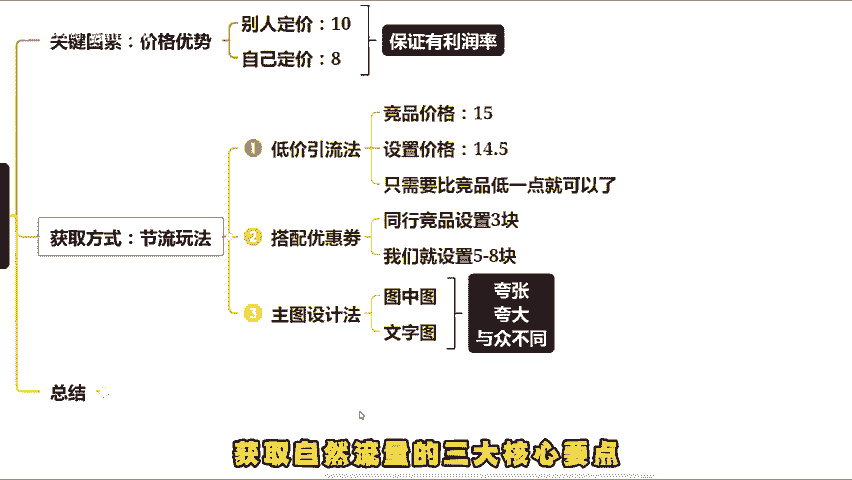 关键因素：价格优势
别人定价：10
自己定价：8
保证有利润率
获取方式：节流玩法
1 低价引流法
竞品价格：15
设置价格：14.5
只需要比竞品低一点就可以了
2 搭配优惠劵
同行竞品设置3块
我们就设置5-8块
3 主图设计法
图中图
文字图
夸张
夸大
与众不同
总结
获取自然流量的三大核心要点